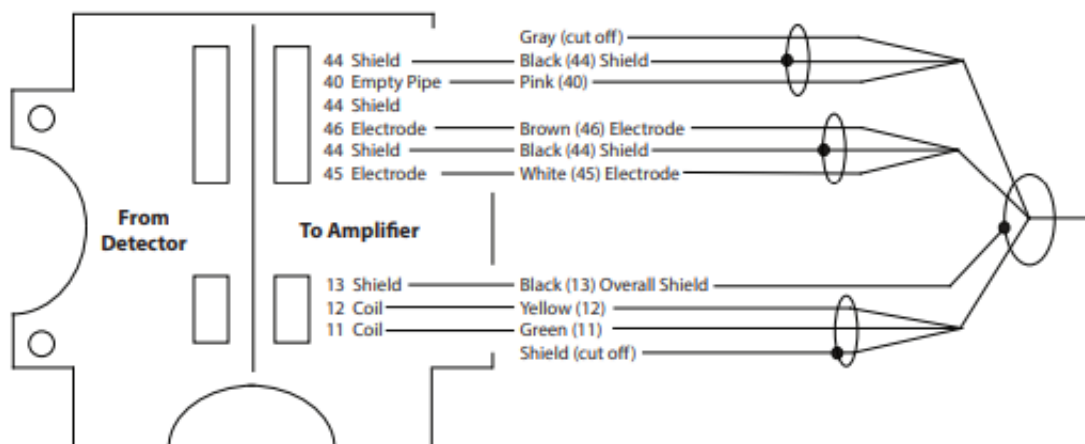 Gray (cut off)
44 Shield Black (44) Shield
40 Empty Pipe Pink (40)
44 Shield
46 Electrode Brown (46) Electrode
44 Shield Black (44) Shield
45 Electrode White (45) Electrode
From
Detector
To Amplifier
13 Shield Black (13) Overall Shield
12 Coil Yellow (12)
11 Coil Green (11)
Shield (cut off)